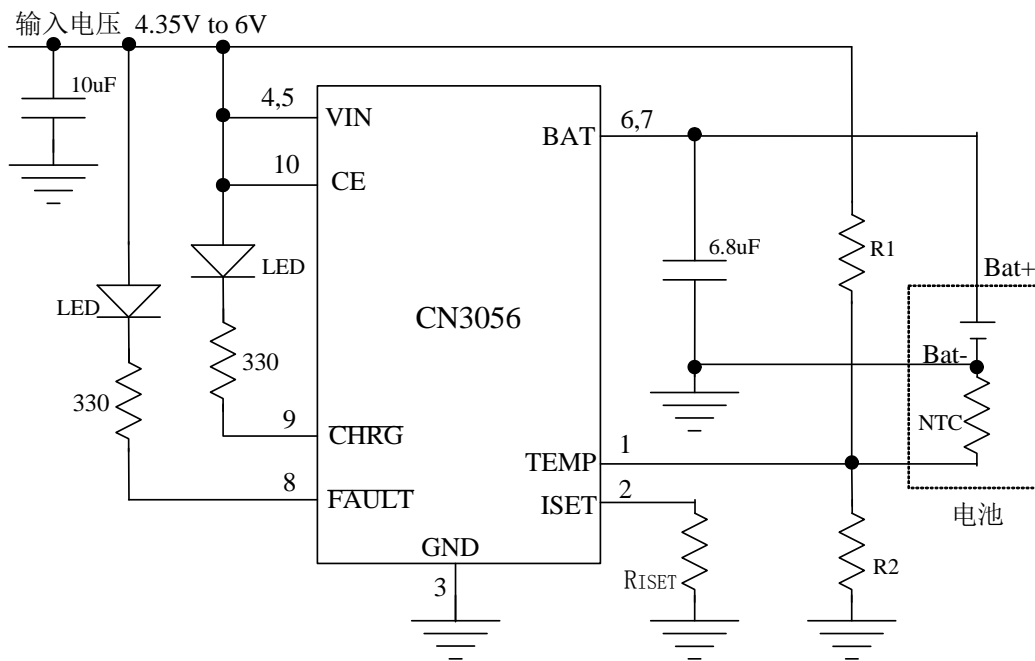 输入电压 4.35V to 6V
10uF
4,5
VIN
10
CE
LED
LED
330
330
9
CHRG
8
FAULT
CN3056
GND
3
BAT
6,7
6.8uF
R1
Bat+
Bat-
NTC
TEMP
1
ISET
2
RISET
R2
电池